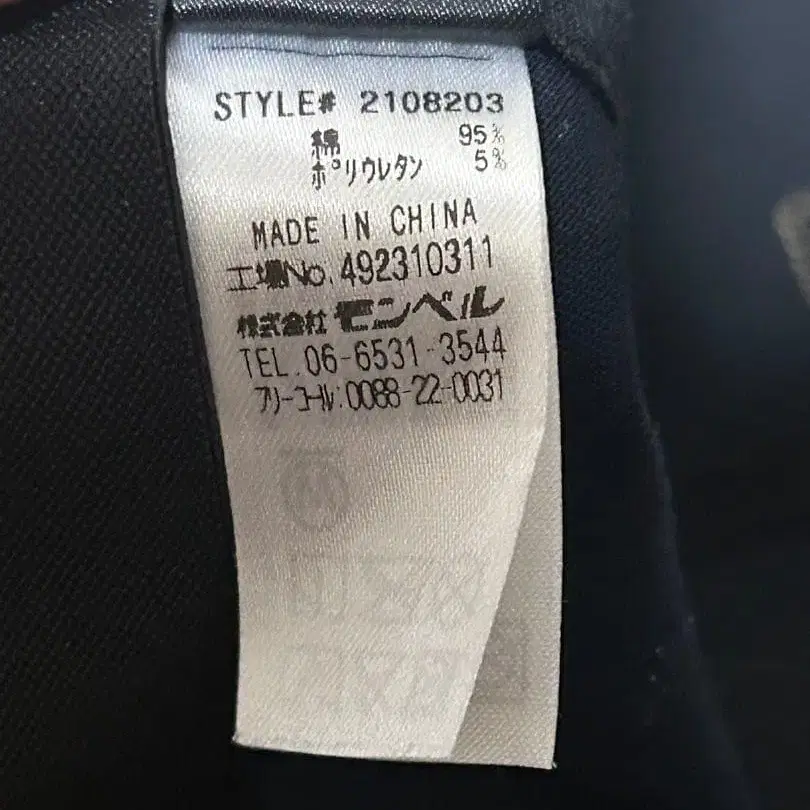 STYLE# 2108203
綿 95%
ポリウレタン 5%
MADE IN CHINA
工場No. 492310311
株式会社 モンベル
TEL. 06-6531-3544
フリーコール:0088-22-0031